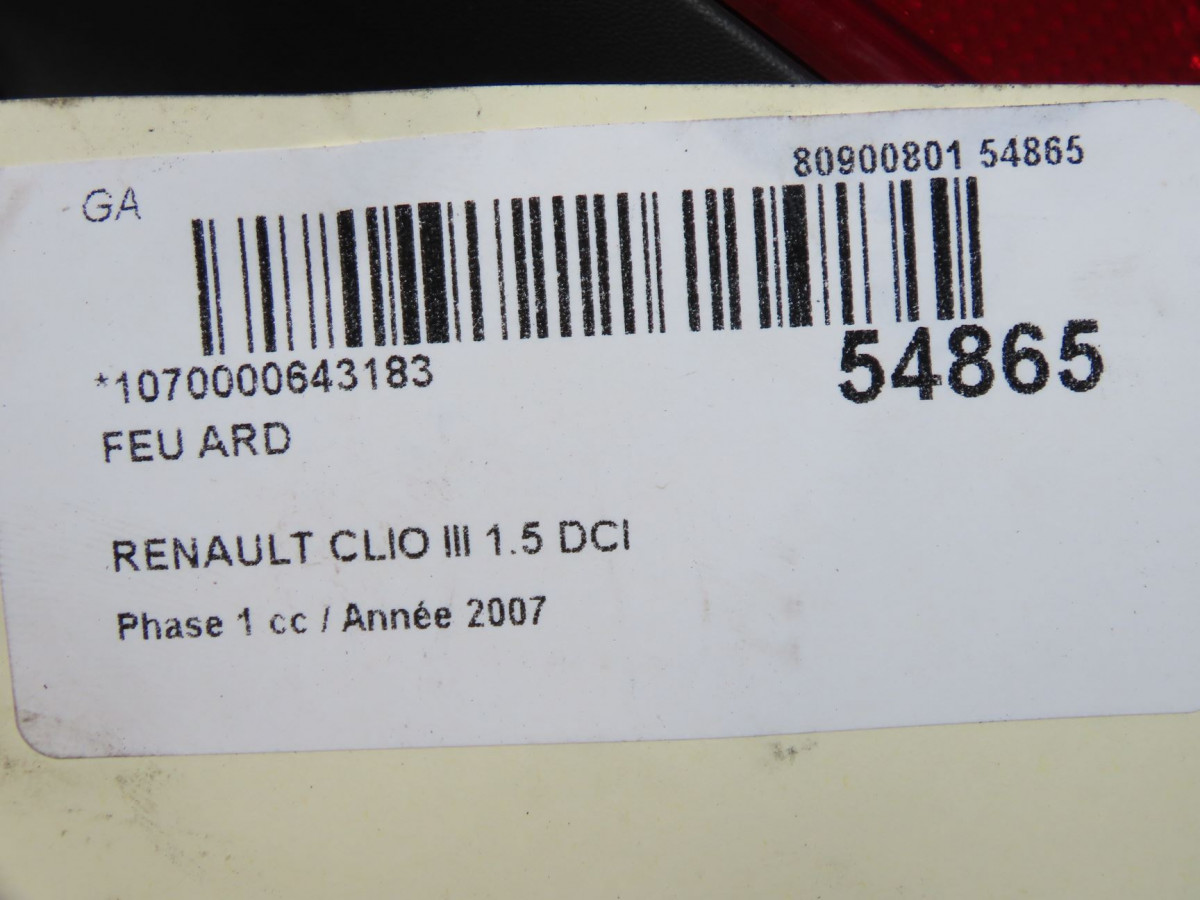 GA
80900801 54865
*1070000643183
54865
FEU ARD
RENAULT CLIO III 1.5 DCI
Phase 1 cc / Année 2007